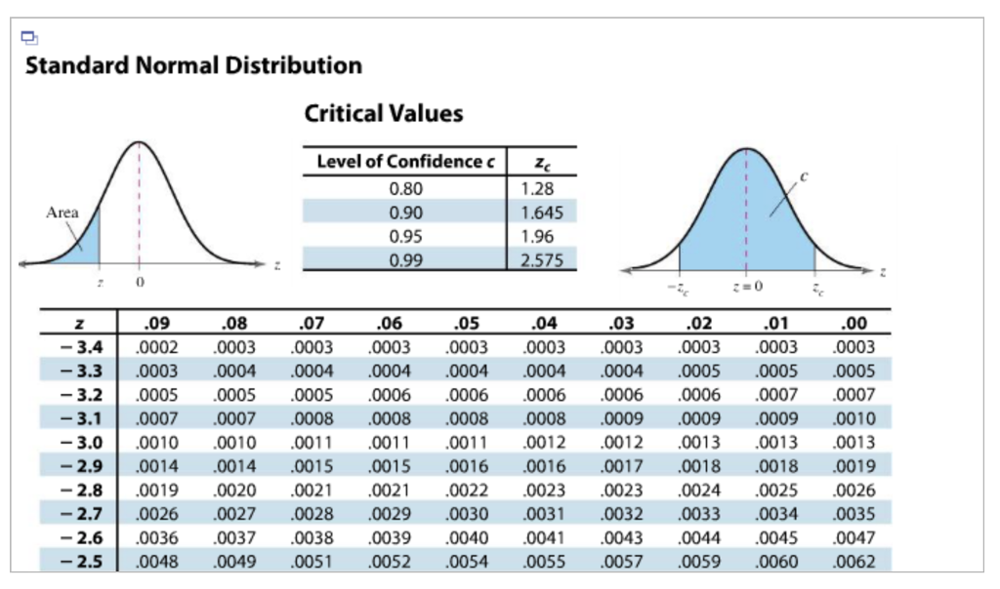 Standard Normal Distribution
Critical Values
Level of Confidence c zc
0.80 1.28
0.90 1.645
0.95 1.96
0.99 2.575
Area
z 0 z
c
−zc z = 0 zc z
z .09 .08 .07 .06 .05 .04 .03 .02 .01 .00
−3.4 .0002 .0003 .0003 .0003 .0003 .0003 .0003 .0003 .0003 .0003
−3.3 .0003 .0004 .0004 .0004 .0004 .0004 .0004 .0005 .0005 .0005
−3.2 .0005 .0005 .0005 .0006 .0006 .0006 .0006 .0006 .0007 .0007
−3.1 .0007 .0007 .0008 .0008 .0008 .0008 .0009 .0009 .0009 .0010
−3.0 .0010 .0010 .0011 .0011 .0011 .0012 .0012 .0013 .0013 .0013
−2.9 .0014 .0014 .0015 .0015 .0016 .0016 .0017 .0018 .0018 .0019
−2.8 .0019 .0020 .0021 .0021 .0022 .0023 .0023 .0024 .0025 .0026
−2.7 .0026 .0027 .0028 .0029 .0030 .0031 .0032 .0033 .0034 .0035
−2.6 .0036 .0037 .0038 .0039 .0040 .0041 .0043 .0044 .0045 .0047
−2.5 .0048 .0049 .0051 .0052 .0054 .0055 .0057 .0059 .0060 .0062